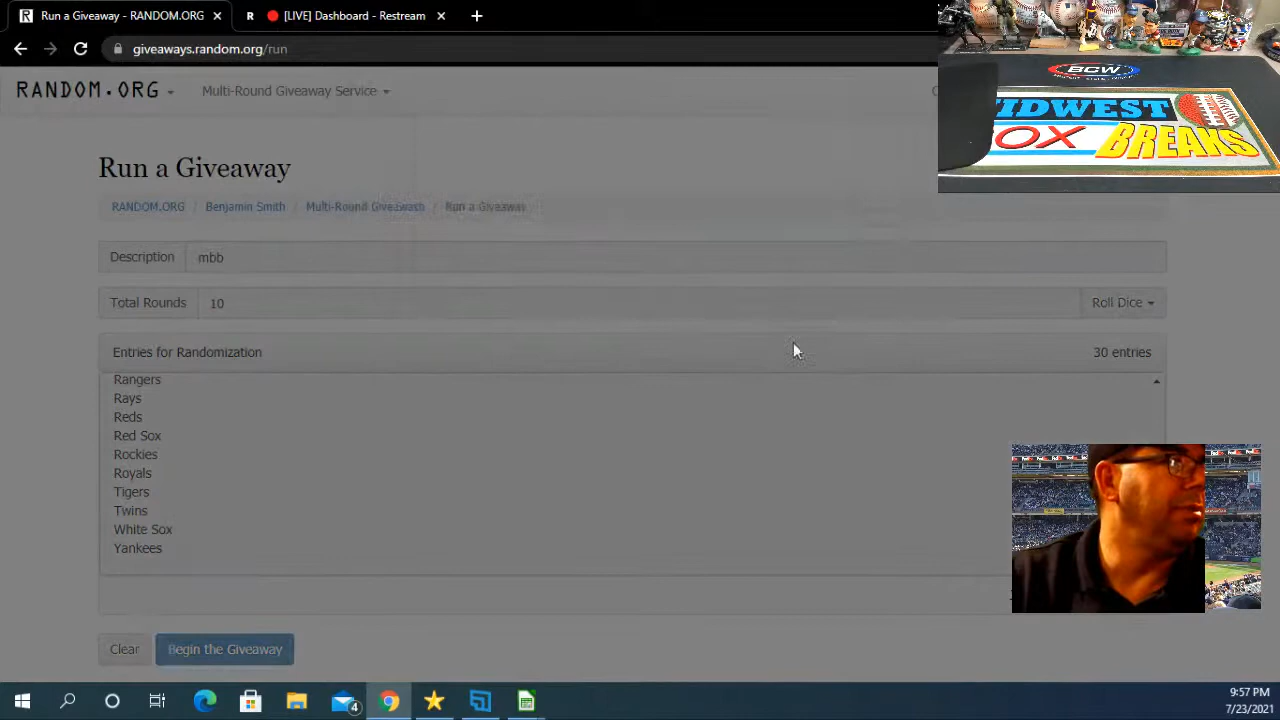 Run a Giveaway - RANDOM.ORG
[LIVE] Dashboard - Restream
giveaways.random.org/run
RANDOM.ORG
Multi-Round Giveaway Service
BCW
IDWEST
OX BREAKS
Run a Giveaway
RANDOM.ORG / Benjamin Smith / Multi-Round Giveaways / Run a Giveaway
Description mbb
Total Rounds 10 Roll Dice
Entries for Randomization 30 entries
Rangers
Rays
Reds
Red Sox
Rockies
Royals
Tigers
Twins
White Sox
Yankees
Clear Begin the Giveaway
4
9:57 PM
7/23/2021